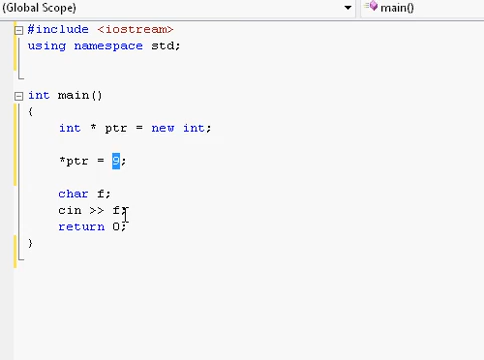 (Global Scope) main()
#include <iostream>
using namespace std;
int main()
{
int * ptr = new int;
*ptr = 9;
char f;
cin >> f;
return 0;
}